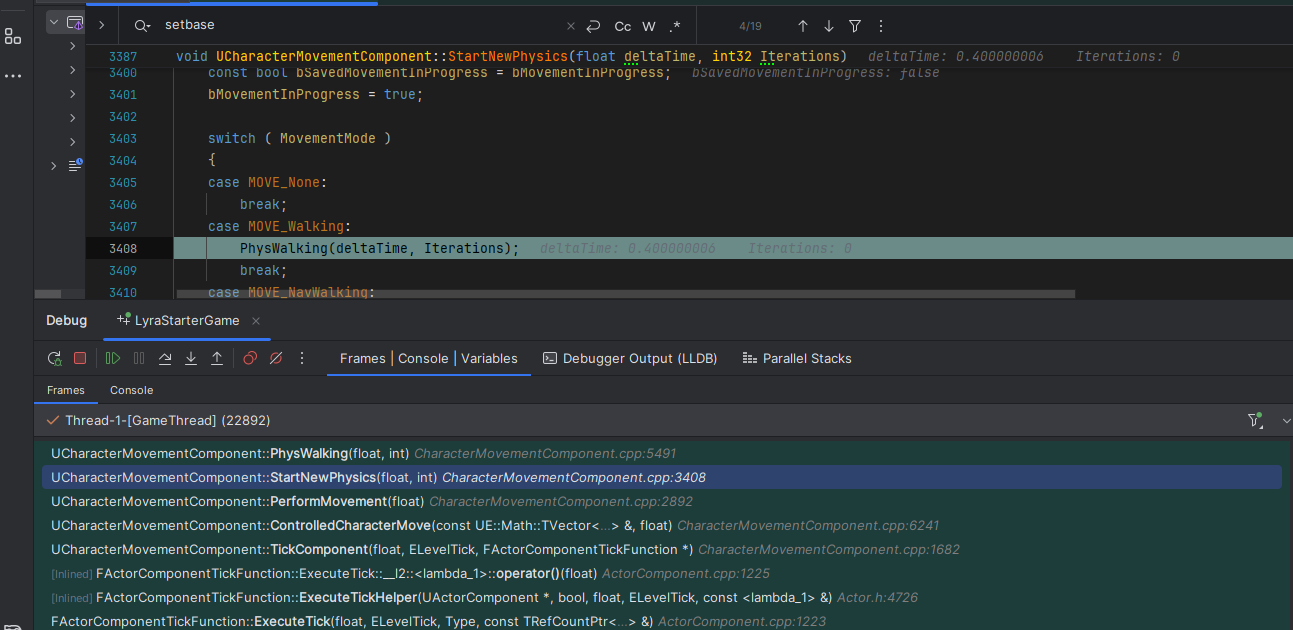 setbase
Cc W .* 4/19
3387 void UCharacterMovementComponent::StartNewPhysics(float deltaTime, int32 Iterations) deltaTime: 0.400000006 Iterations: 0
3400 const bool bSavedMovementInProgress = bMovementInProgress; bSavedMovementInProgress: false
3401 bMovementInProgress = true;
3402
3403 switch ( MovementMode )
3404 {
3405 case MOVE_None:
3406 break;
3407 case MOVE_Walking:
3408 PhysWalking(deltaTime, Iterations); deltaTime: 0.400000006 Iterations: 0
3409 break;
3410 case MOVE_NavWalking:
Debug LyraStarterGame
Frames | Console | Variables Debugger Output (LLDB) Parallel Stacks
Frames Console
Thread-1-[GameThread] (22892)
UCharacterMovementComponent::PhysWalking(float, int) CharacterMovementComponent.cpp:5491
UCharacterMovementComponent::StartNewPhysics(float, int) CharacterMovementComponent.cpp:3408
UCharacterMovementComponent::PerformMovement(float) CharacterMovementComponent.cpp:2892
UCharacterMovementComponent::ControlledCharacterMove(const UE::Math::TVector<...> &, float) CharacterMovementComponent.cpp:6241
UCharacterMovementComponent::TickComponent(float, ELevelTick, FActorComponentTickFunction *) CharacterMovementComponent.cpp:1682
[Inlined] FActorComponentTickFunction::ExecuteTick::__l2::<lambda_1>::operator()(float) ActorComponent.cpp:1225
[Inlined] FActorComponentTickFunction::ExecuteTickHelper(UActorComponent *, bool, float, ELevelTick, const <lambda_1> &) Actor.h:4726
FActorComponentTickFunction::ExecuteTick(float, ELevelTick, Type, const TRefCountPtr<...> &) ActorComponent.cpp:1223